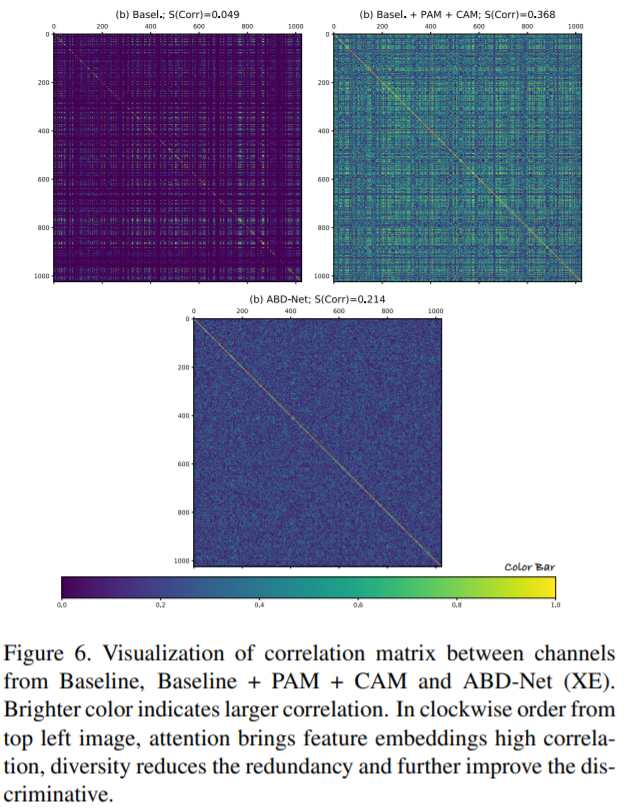 (b) Basel.; S(Corr)=0.049
0 200 400 600 800 1000
0
200
400
600
800
1000
(b) Basel. + PAM + CAM; S(Corr)=0.368
0 200 400 600 800 1000
0
200
400
600
800
1000
(b) ABD-Net; S(Corr)=0.214
0 200 400 600 800 1000
0
200
400
600
800
1000
Color Bar
0,0 0,2 0,4 0,6 0,8 1,0
Figure 6. Visualization of correlation matrix between channels
from Baseline, Baseline + PAM + CAM and ABD-Net (XE).
Brighter color indicates larger correlation. In clockwise order from
top left image, attention brings feature embeddings high correla-
tion, diversity reduces the redundancy and further improve the dis-
criminative.